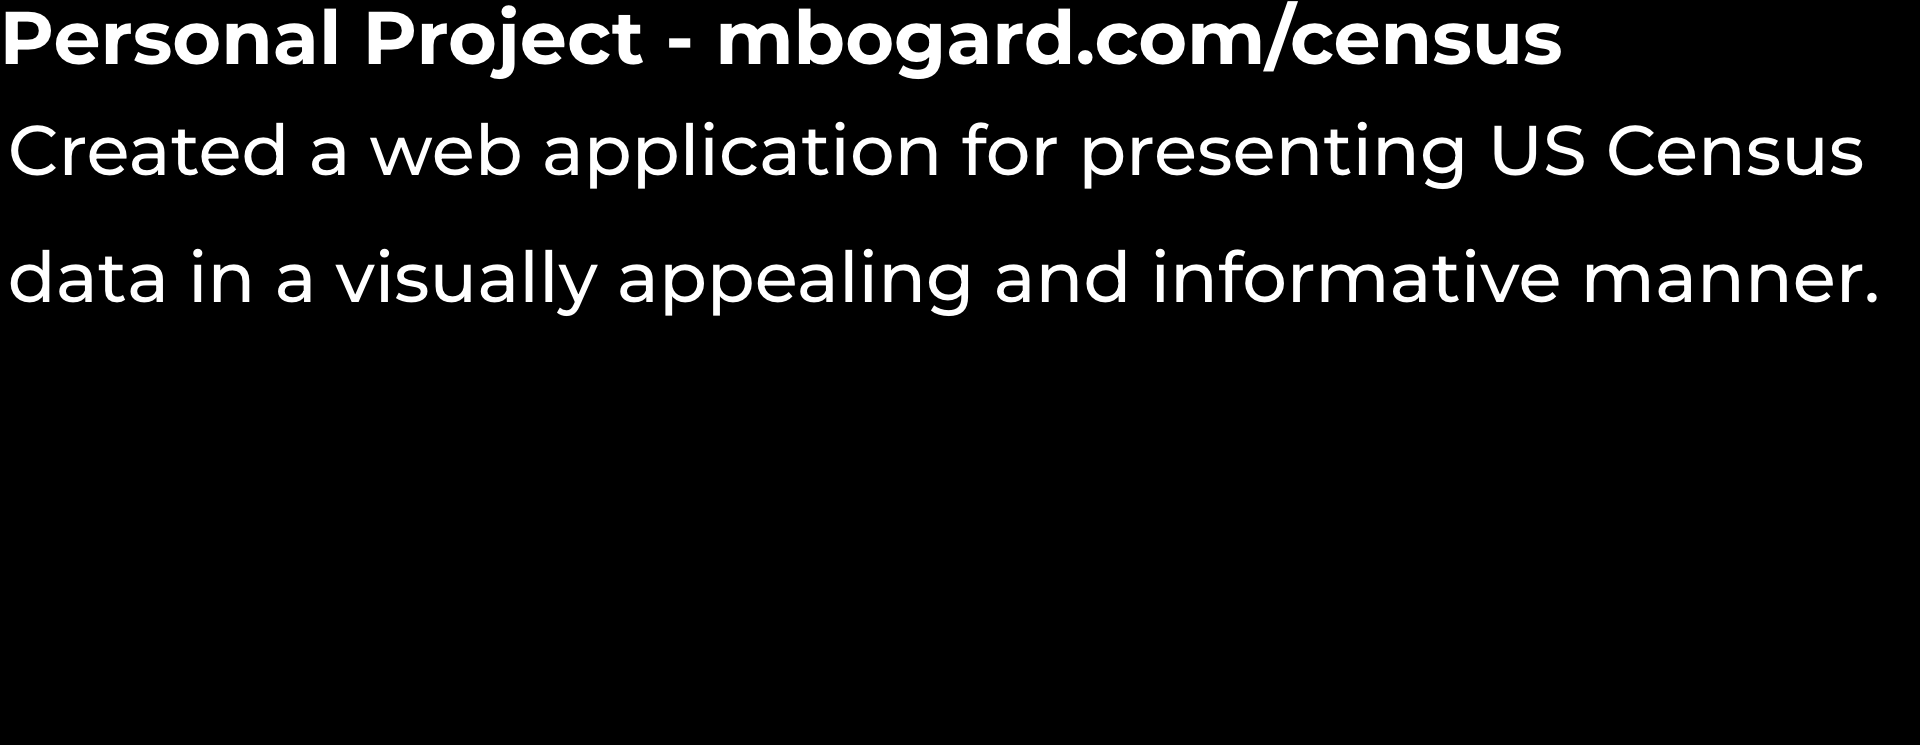 Personal Project - mbogard.com/census
Created a web application for presenting US Census
data in a visually appealing and informative manner.